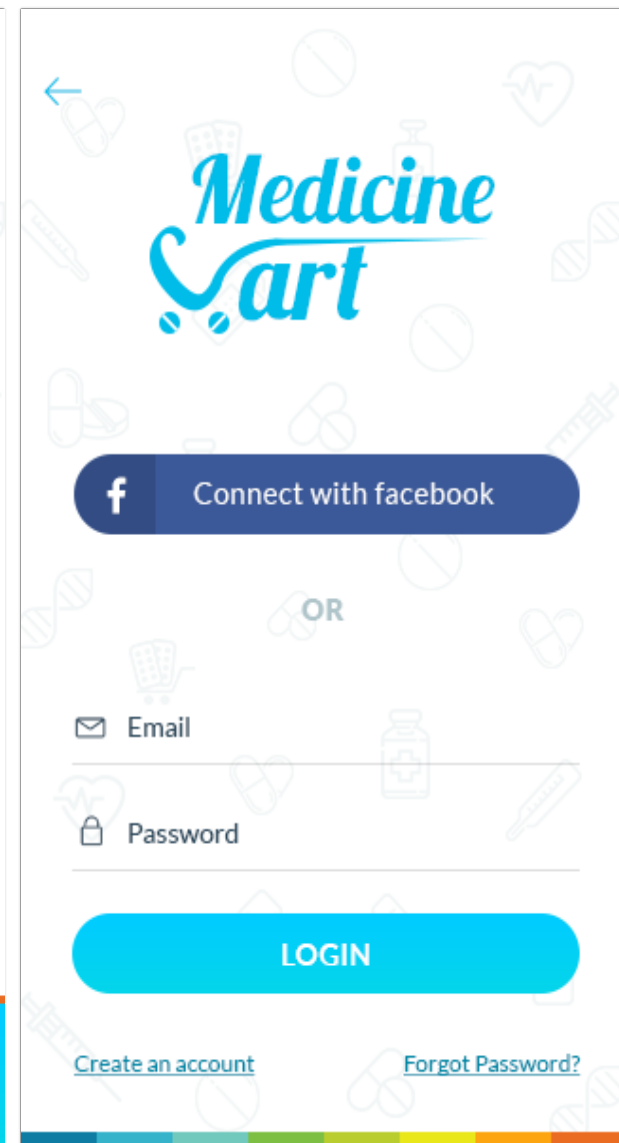 Medicine
Cart
f
Connect with facebook
OR
Email
Password
LOGIN
Create an account
Forgot Password?